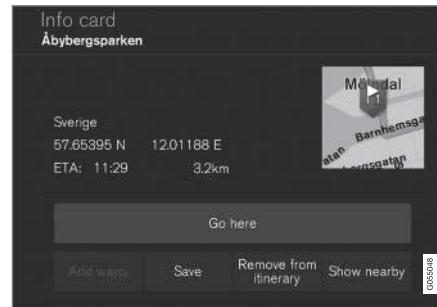 Info card
Åbybergsparken
Mölndal
Sverige
57.65395 N 12.01188 E
ETA: 11:29 3.2km
Barnhemsga
Go here
Add wayp.
Save
Remove from itinerary
Show nearby
G055048